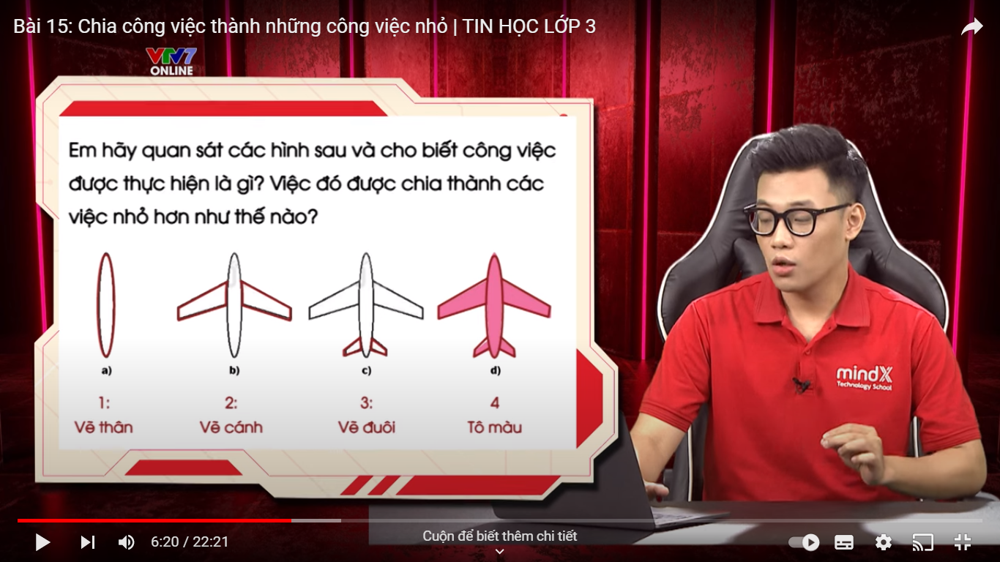 Bài 15: Chia công việc thành những công việc nhỏ | TIN HỌC LỚP 3
VTV7
ONLINE
Em hãy quan sát các hình sau và cho biết công việc
được thực hiện là gì? Việc đó được chia thành các
việc nhỏ hơn như thế nào?
a) b) c) d)
1: 2: 3: 4
Vẽ thân Vẽ cánh Vẽ đuôi Tô màu
mindX
Technology School
6:20 / 22:21
Cuộn để biết thêm chi tiết